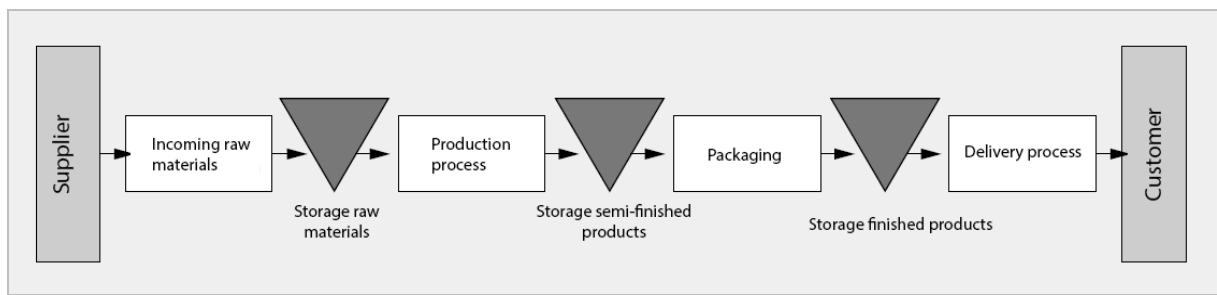 Supplier
Incoming raw
materials
Storage raw
materials
Production
process
Storage semi-finished
products
Packaging
Storage finished products
Delivery process
Customer